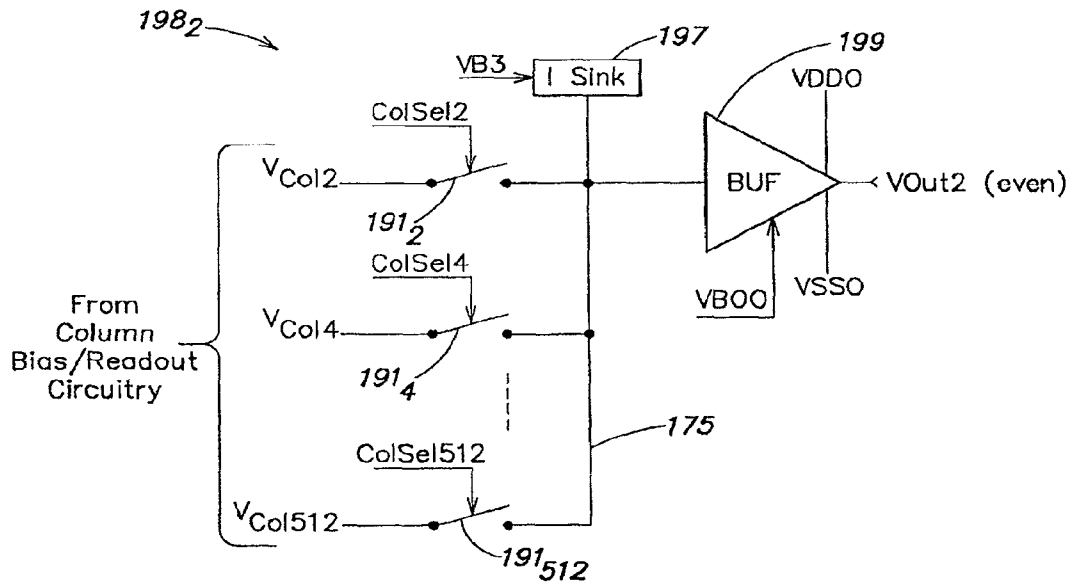 198₂
197
199
VB3
I Sink
VDDO
ColSel2
V_Col2
BUF
VOut2 (even)
191₂
ColSel4
VBOO
VSSO
From
Column
Bias/Readout
Circuitry
V_Col4
191₄
175
ColSel512
V_Col512
191₅₁₂